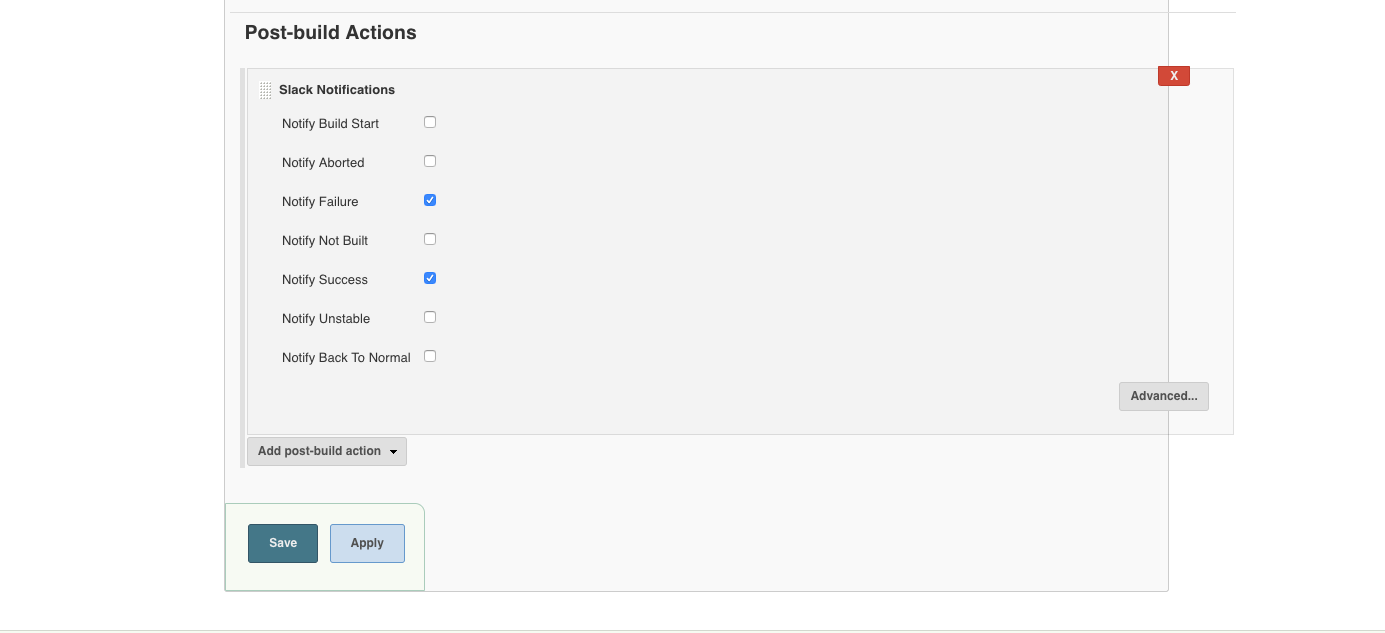 Post-build Actions
X
Slack Notifications
Notify Build Start
Notify Aborted
Notify Failure
Notify Not Built
Notify Success
Notify Unstable
Notify Back To Normal
Advanced...
Add post-build action
Save Apply